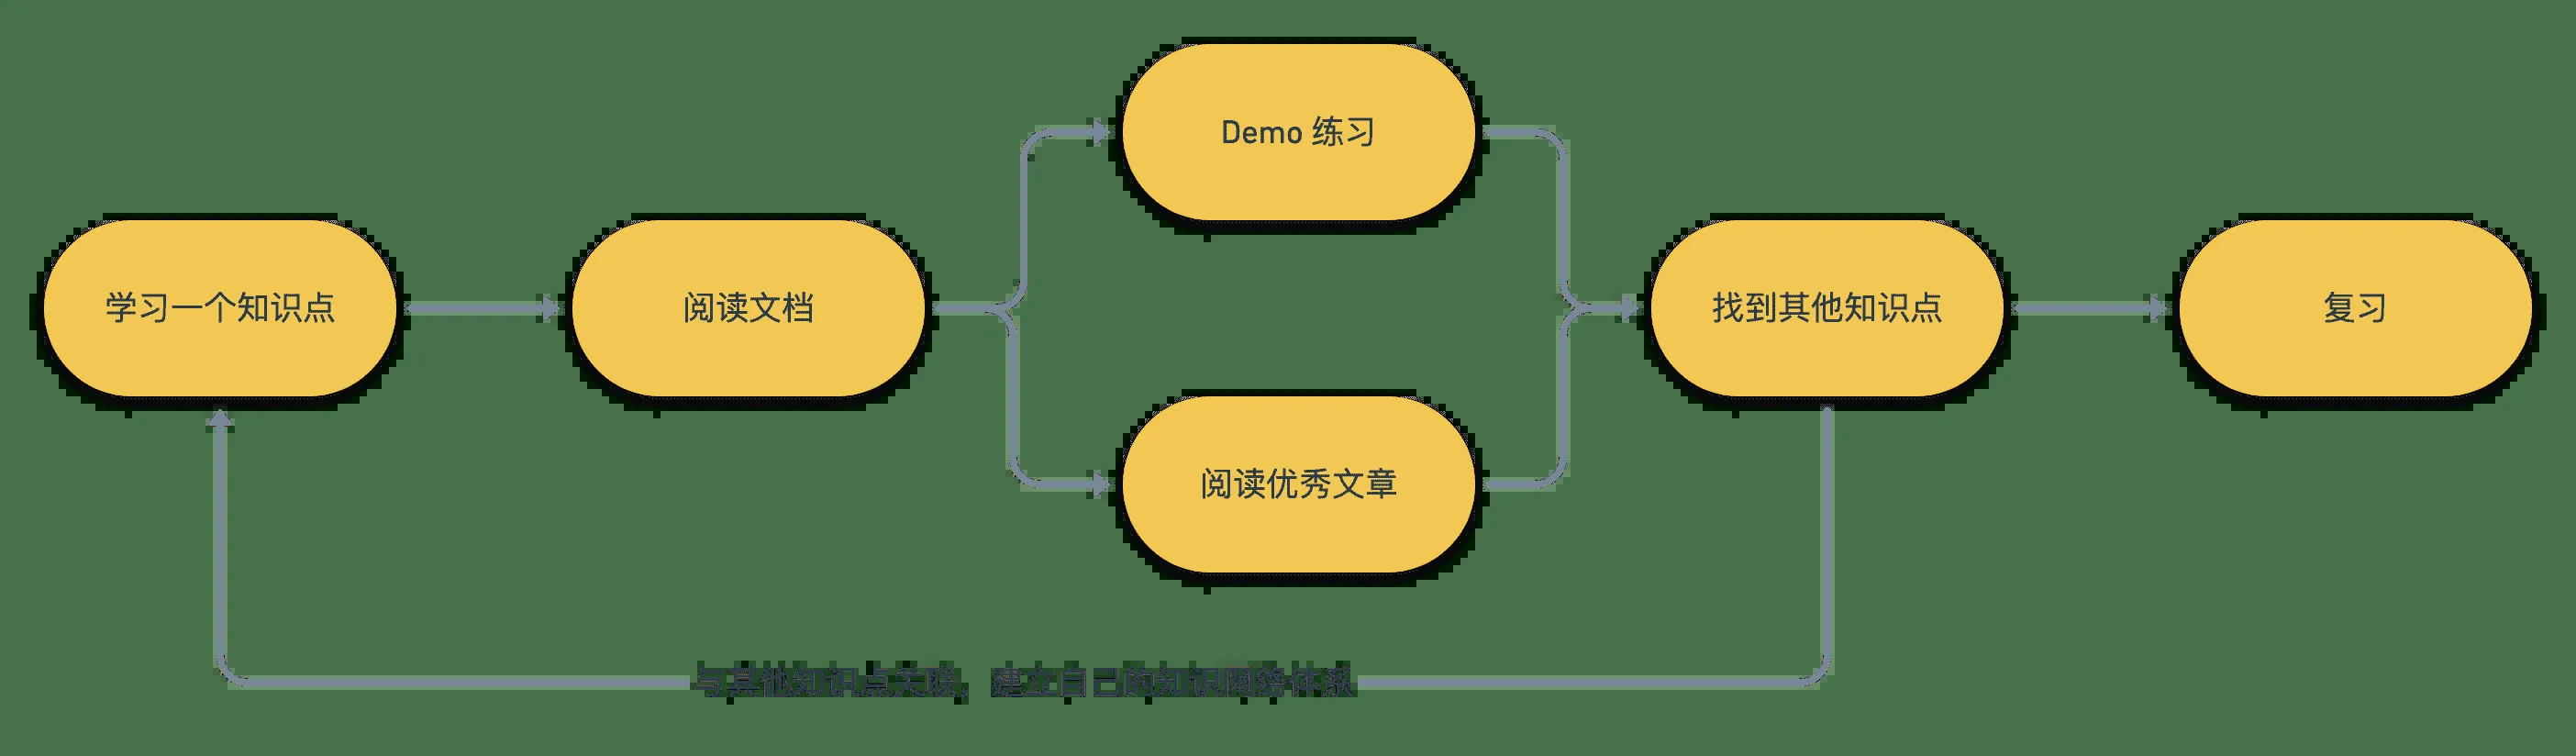 学习一个知识点
阅读文档
Demo 练习
阅读优秀文章
找到其他知识点
复习
与其他知识点关联，建立自己的知识网络体系